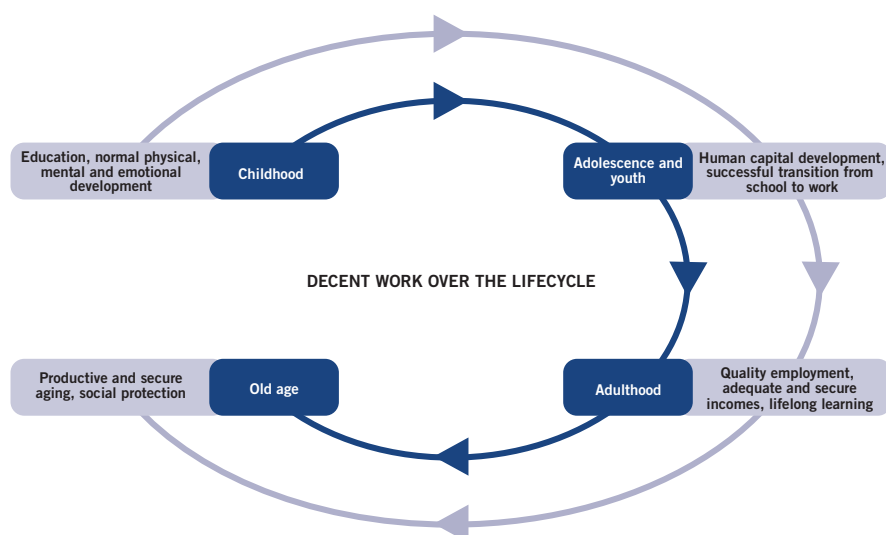 Education, normal physical,
mental and emotional
development
Childhood
Adolescence and
youth
Human capital development,
successful transition from
school to work
DECENT WORK OVER THE LIFECYCLE
Productive and secure
aging, social protection
Old age
Adulthood
Quality employment,
adequate and secure
incomes, lifelong learning